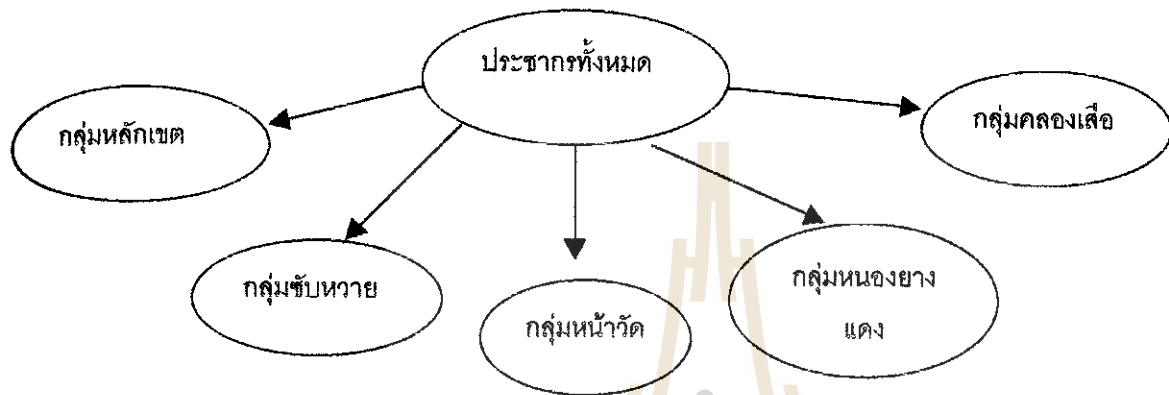 ประชากรทั้งหมด
กลุ่มหลักเขต
กลุ่มคลองเสือ
กลุ่มซับหวาย
กลุ่มหน้าวัด
กลุ่มหนองยาง
แดง